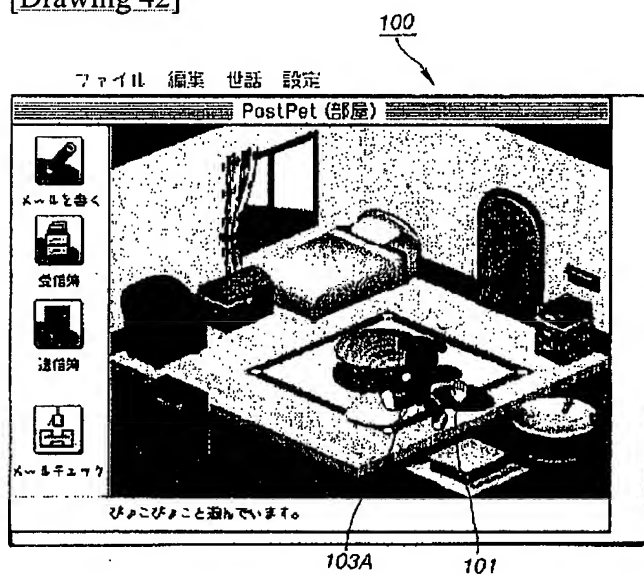 [Drawing 42]
100
ファイル 編集 世話 設定
PostPet (部屋)
メールを書く
受信簿
送信簿
メールチェック
ぴょこぴょこと遊んでいます。
103A 101